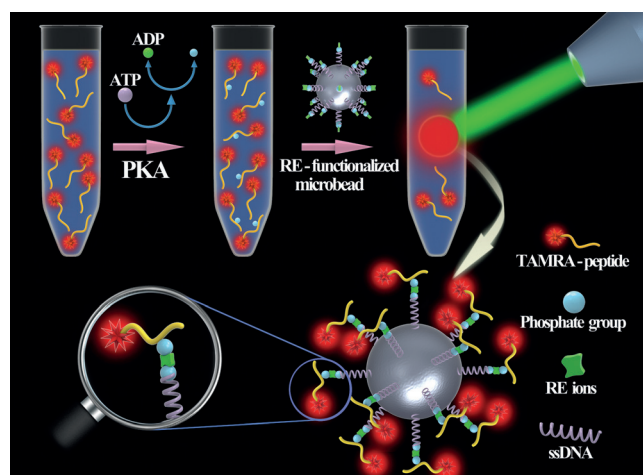 ADP
ATP
PKA
RE-functionalized
microbead
TAMRA-peptide
Phosphate group
RE ions
ssDNA